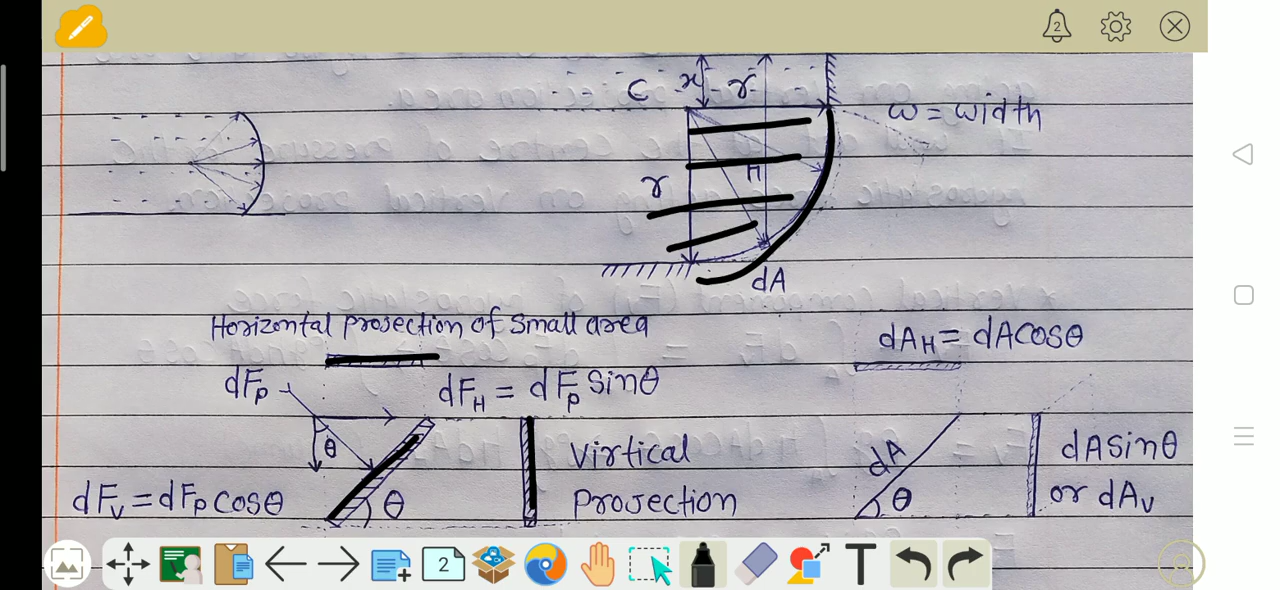 2
C x r
ω = width
r
H
dA
Horizontal Projection of Small area
dA_H = dA cosθ
dF_P
dF_H = dF_P Sinθ
θ
Virtical
dA
dA Sinθ
dF_V = dF_P cosθ
θ
Projection
θ
or dA_V
2
T